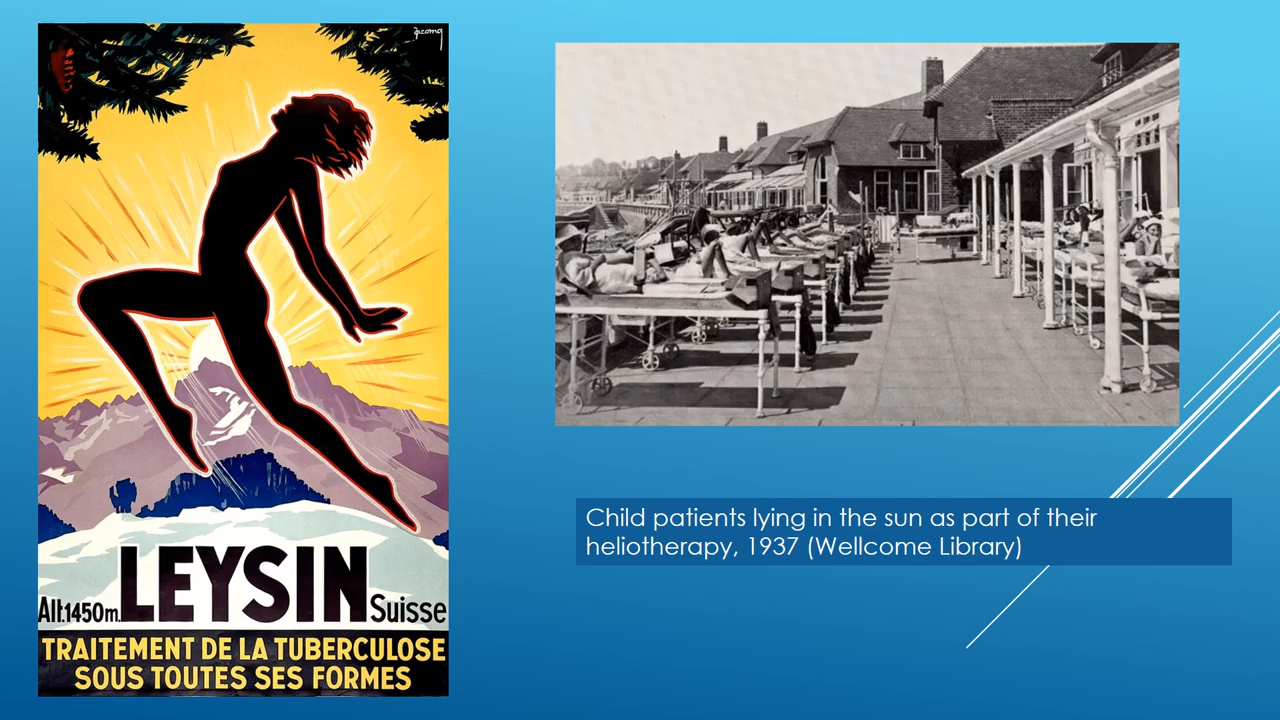 Jacomo
LEYSIN
Alt.1450m.
Suisse
TRAITEMENT DE LA TUBERCULOSE
SOUS TOUTES SES FORMES
Child patients lying in the sun as part of their
heliotherapy, 1937 (Wellcome Library)